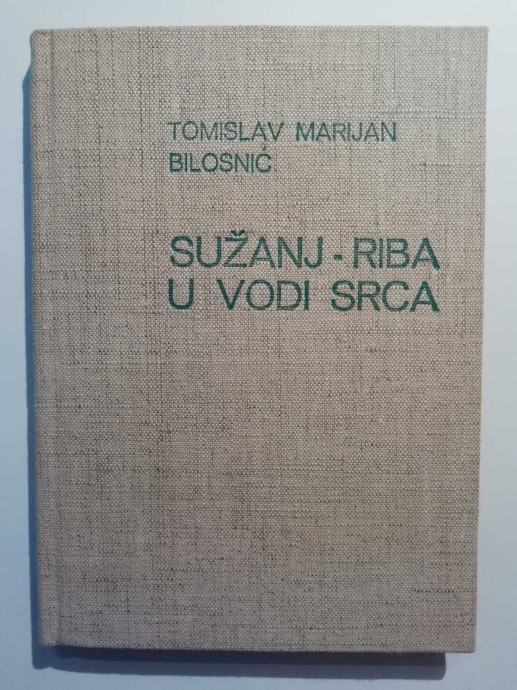 TOMISLAV MARIJAN
BILOSNIĆ
SUŽANJ - RIBA
U VODI SRCA